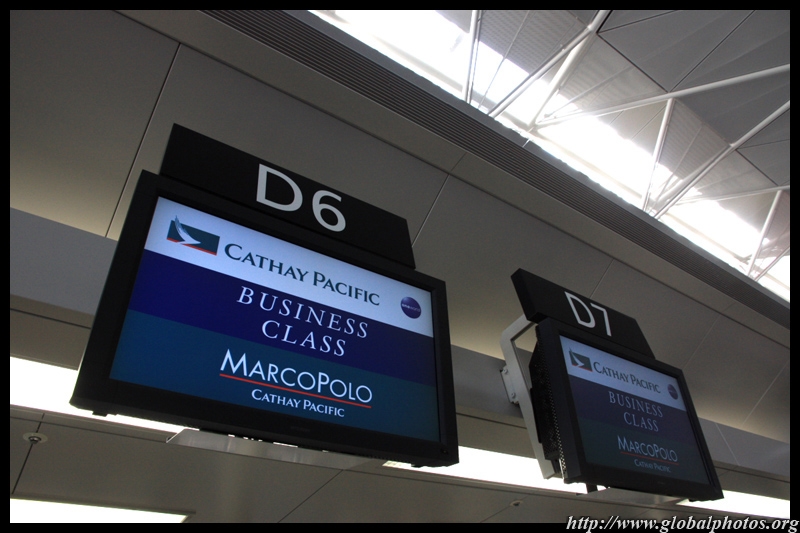 D6
CATHAY PACIFIC
BUSINESS
CLASS
MARCOPOLO
CATHAY PACIFIC
D7
CATHAY PACIFIC
BUSINESS
CLASS
MARCOPOLO
CATHAY PACIFIC
http://www.globalphotos.org